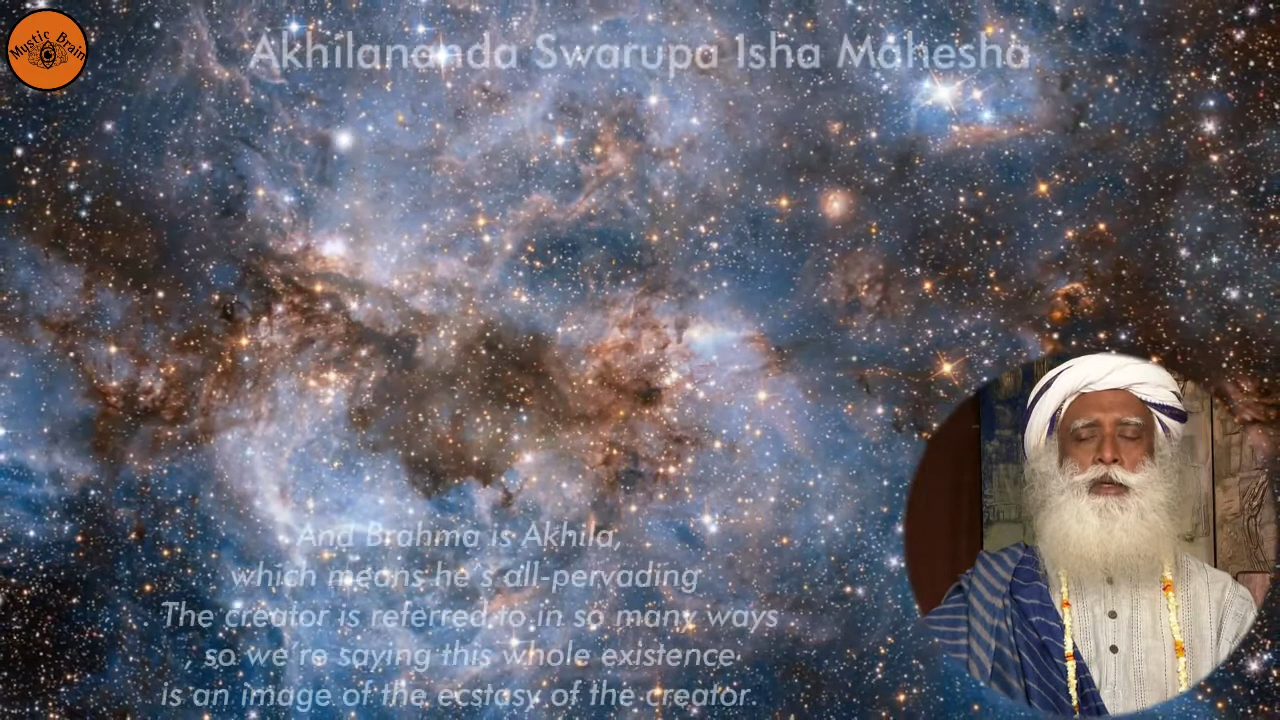 Mustic Brain
Akhilananda Swarupa Isha Mahesha
And Brahma is Akhila,
which means he's all-pervading
The creator is referred to in so many ways
, so we're saying this whole existence
is an image of the ecstasy of the creator.